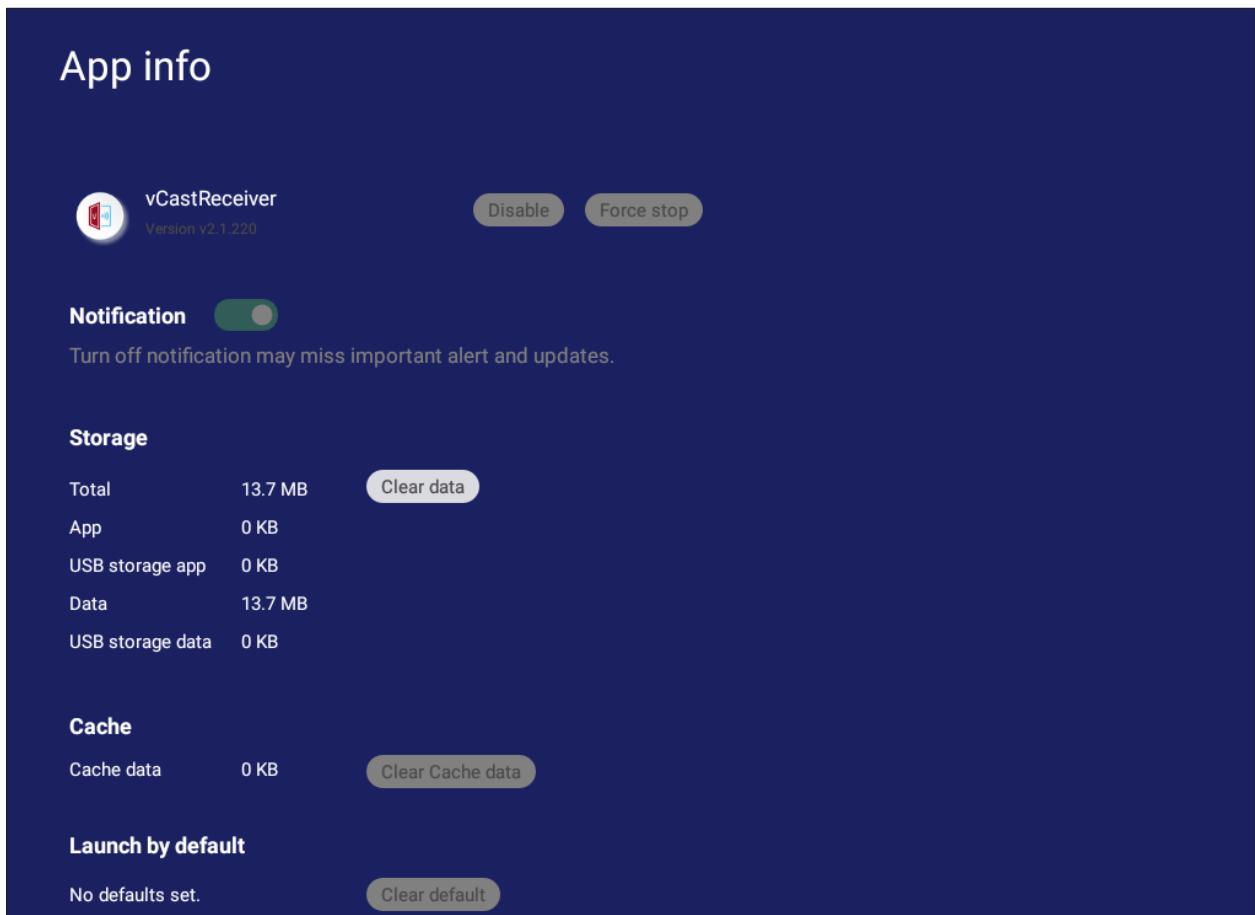 App info
vCastReceiver
Version v2.1.220
Disable
Force stop
Notification
Turn off notification may miss important alert and updates.
Storage
Total 13.7 MB Clear data
App 0 KB
USB storage app 0 KB
Data 13.7 MB
USB storage data 0 KB
Cache
Cache data 0 KB Clear Cache data
Launch by default
No defaults set. Clear default